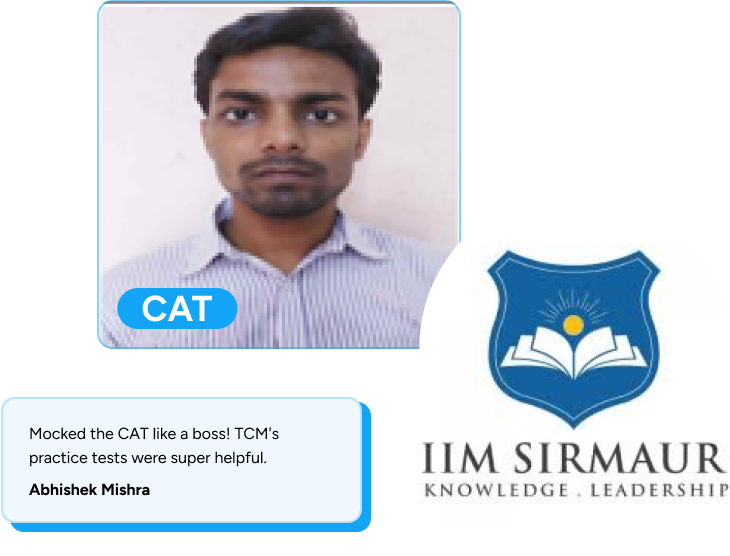 CAT
Mocked the CAT like a boss! TCM's
practice tests were super helpful.
Abhishek Mishra
IIM SIRMAUR
KNOWLEDGE . LEADERSHIP